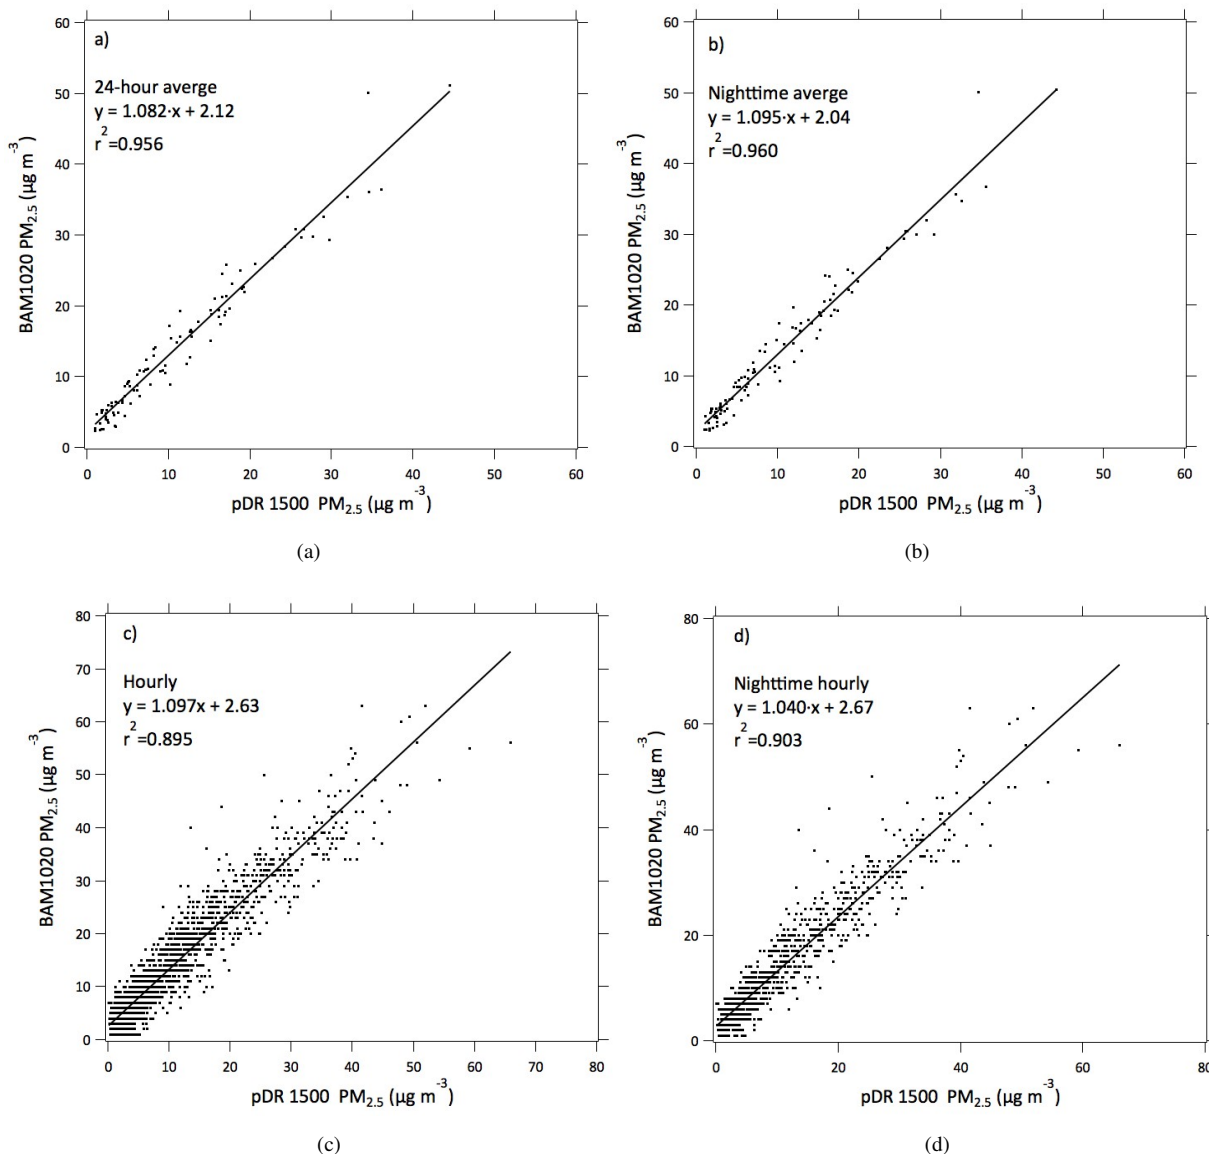 a)
24-hour averge
y = 1.082·x + 2.12
r²=0.956
BAM1020 PM₂.₅ (µg m⁻³)
60
50
40
30
20
10
0
0 10 20 30 40 50 60
pDR 1500 PM₂.₅ (µg m⁻³)
(a)
b)
Nighttime averge
y = 1.095·x + 2.04
r²=0.960
BAM1020 PM₂.₅ (µg m⁻³)
60
50
40
30
20
10
0
0 10 20 30 40 50 60
pDR 1500 PM₂.₅ (µg m⁻³)
(b)
c)
Hourly
y = 1.097x + 2.63
r²=0.895
BAM1020 PM₂.₅ (µg m⁻³)
80
70
60
50
40
30
20
10
0
0 10 20 30 40 50 60 70 80
pDR 1500 PM₂.₅ (µg m⁻³)
(c)
d)
Nighttime hourly
y = 1.040·x + 2.67
r²=0.903
BAM1020 PM₂.₅ (µg m⁻³)
80
60
40
20
0
0 20 40 60 80
pDR 1500 PM₂.₅ (µg m⁻³)
(d)